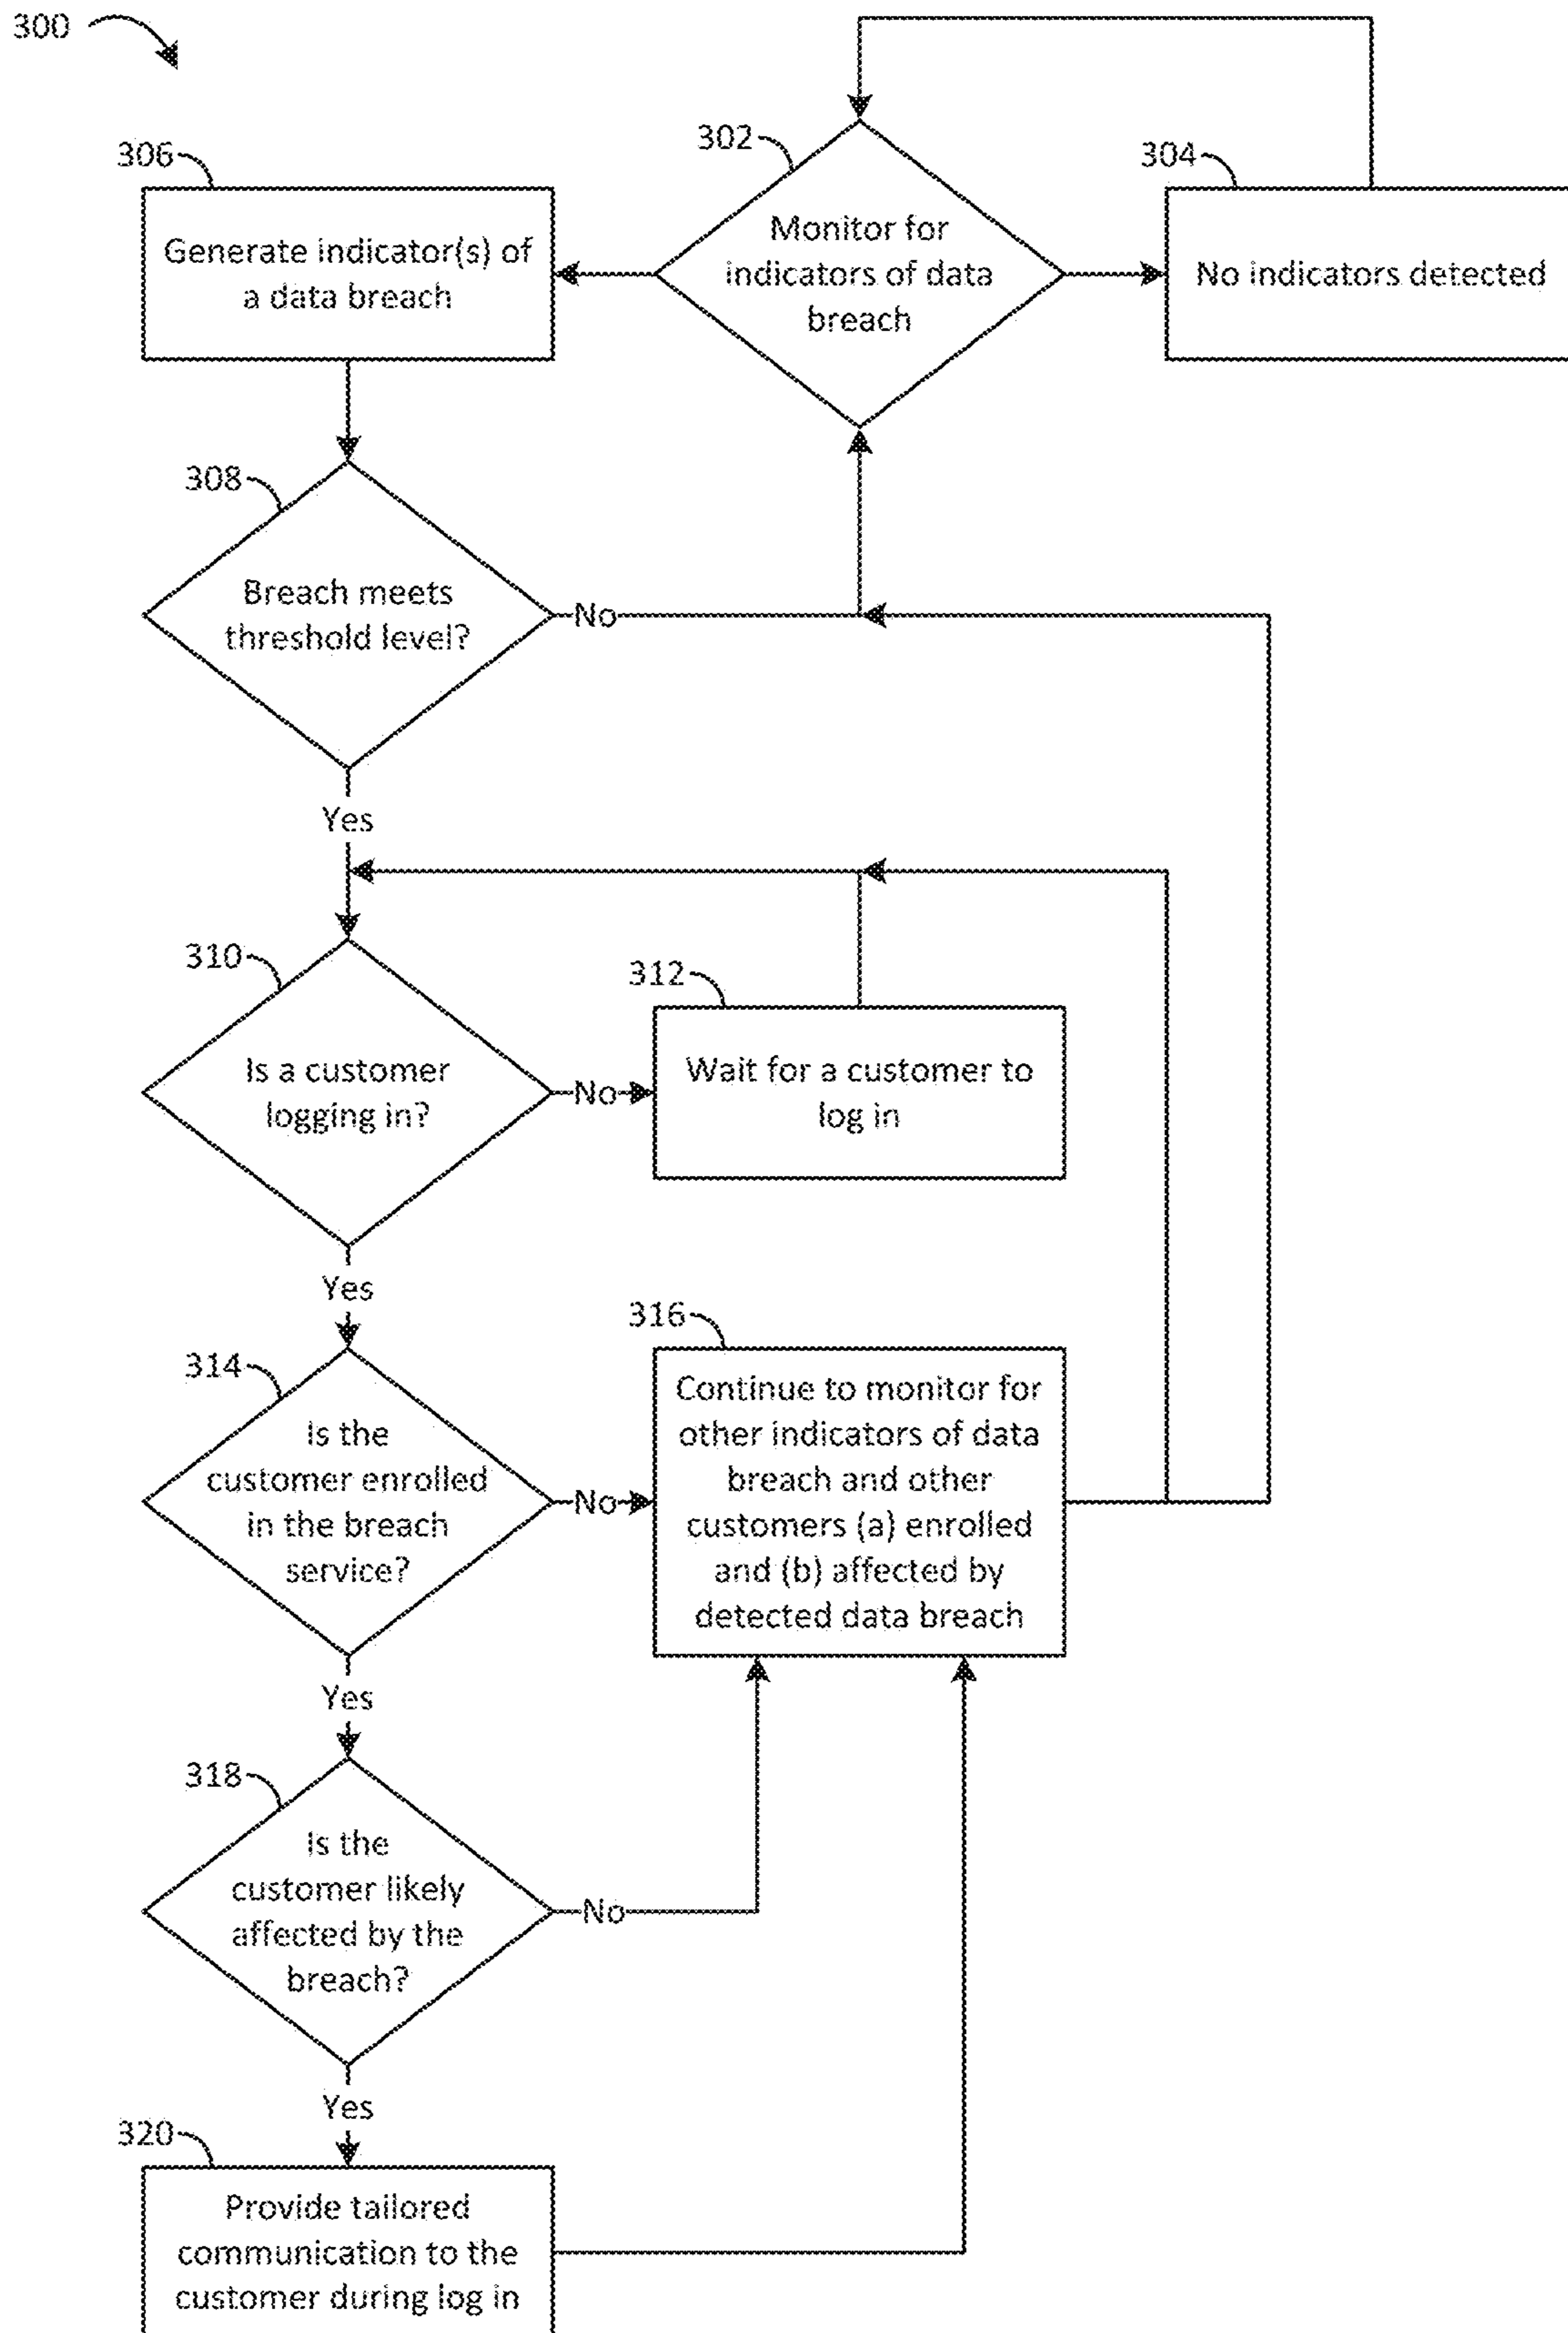 300
302
304
306
Monitor for
indicators of data
breach
No indicators detected
Generate indicator(s) of
a data breach
308
Breach meets
threshold level?
No
Yes
310
312
Is a customer
logging in?
No
Wait for a customer to
log in
Yes
314
316
Is the
customer enrolled
in the breach
service?
No
Continue to monitor for
other indicators of data
breach and other
customers (a) enrolled
and (b) affected by
detected data breach
Yes
318
Is the
customer likely
affected by the
breach?
No
Yes
320
Provide tailored
communication to the
customer during log in